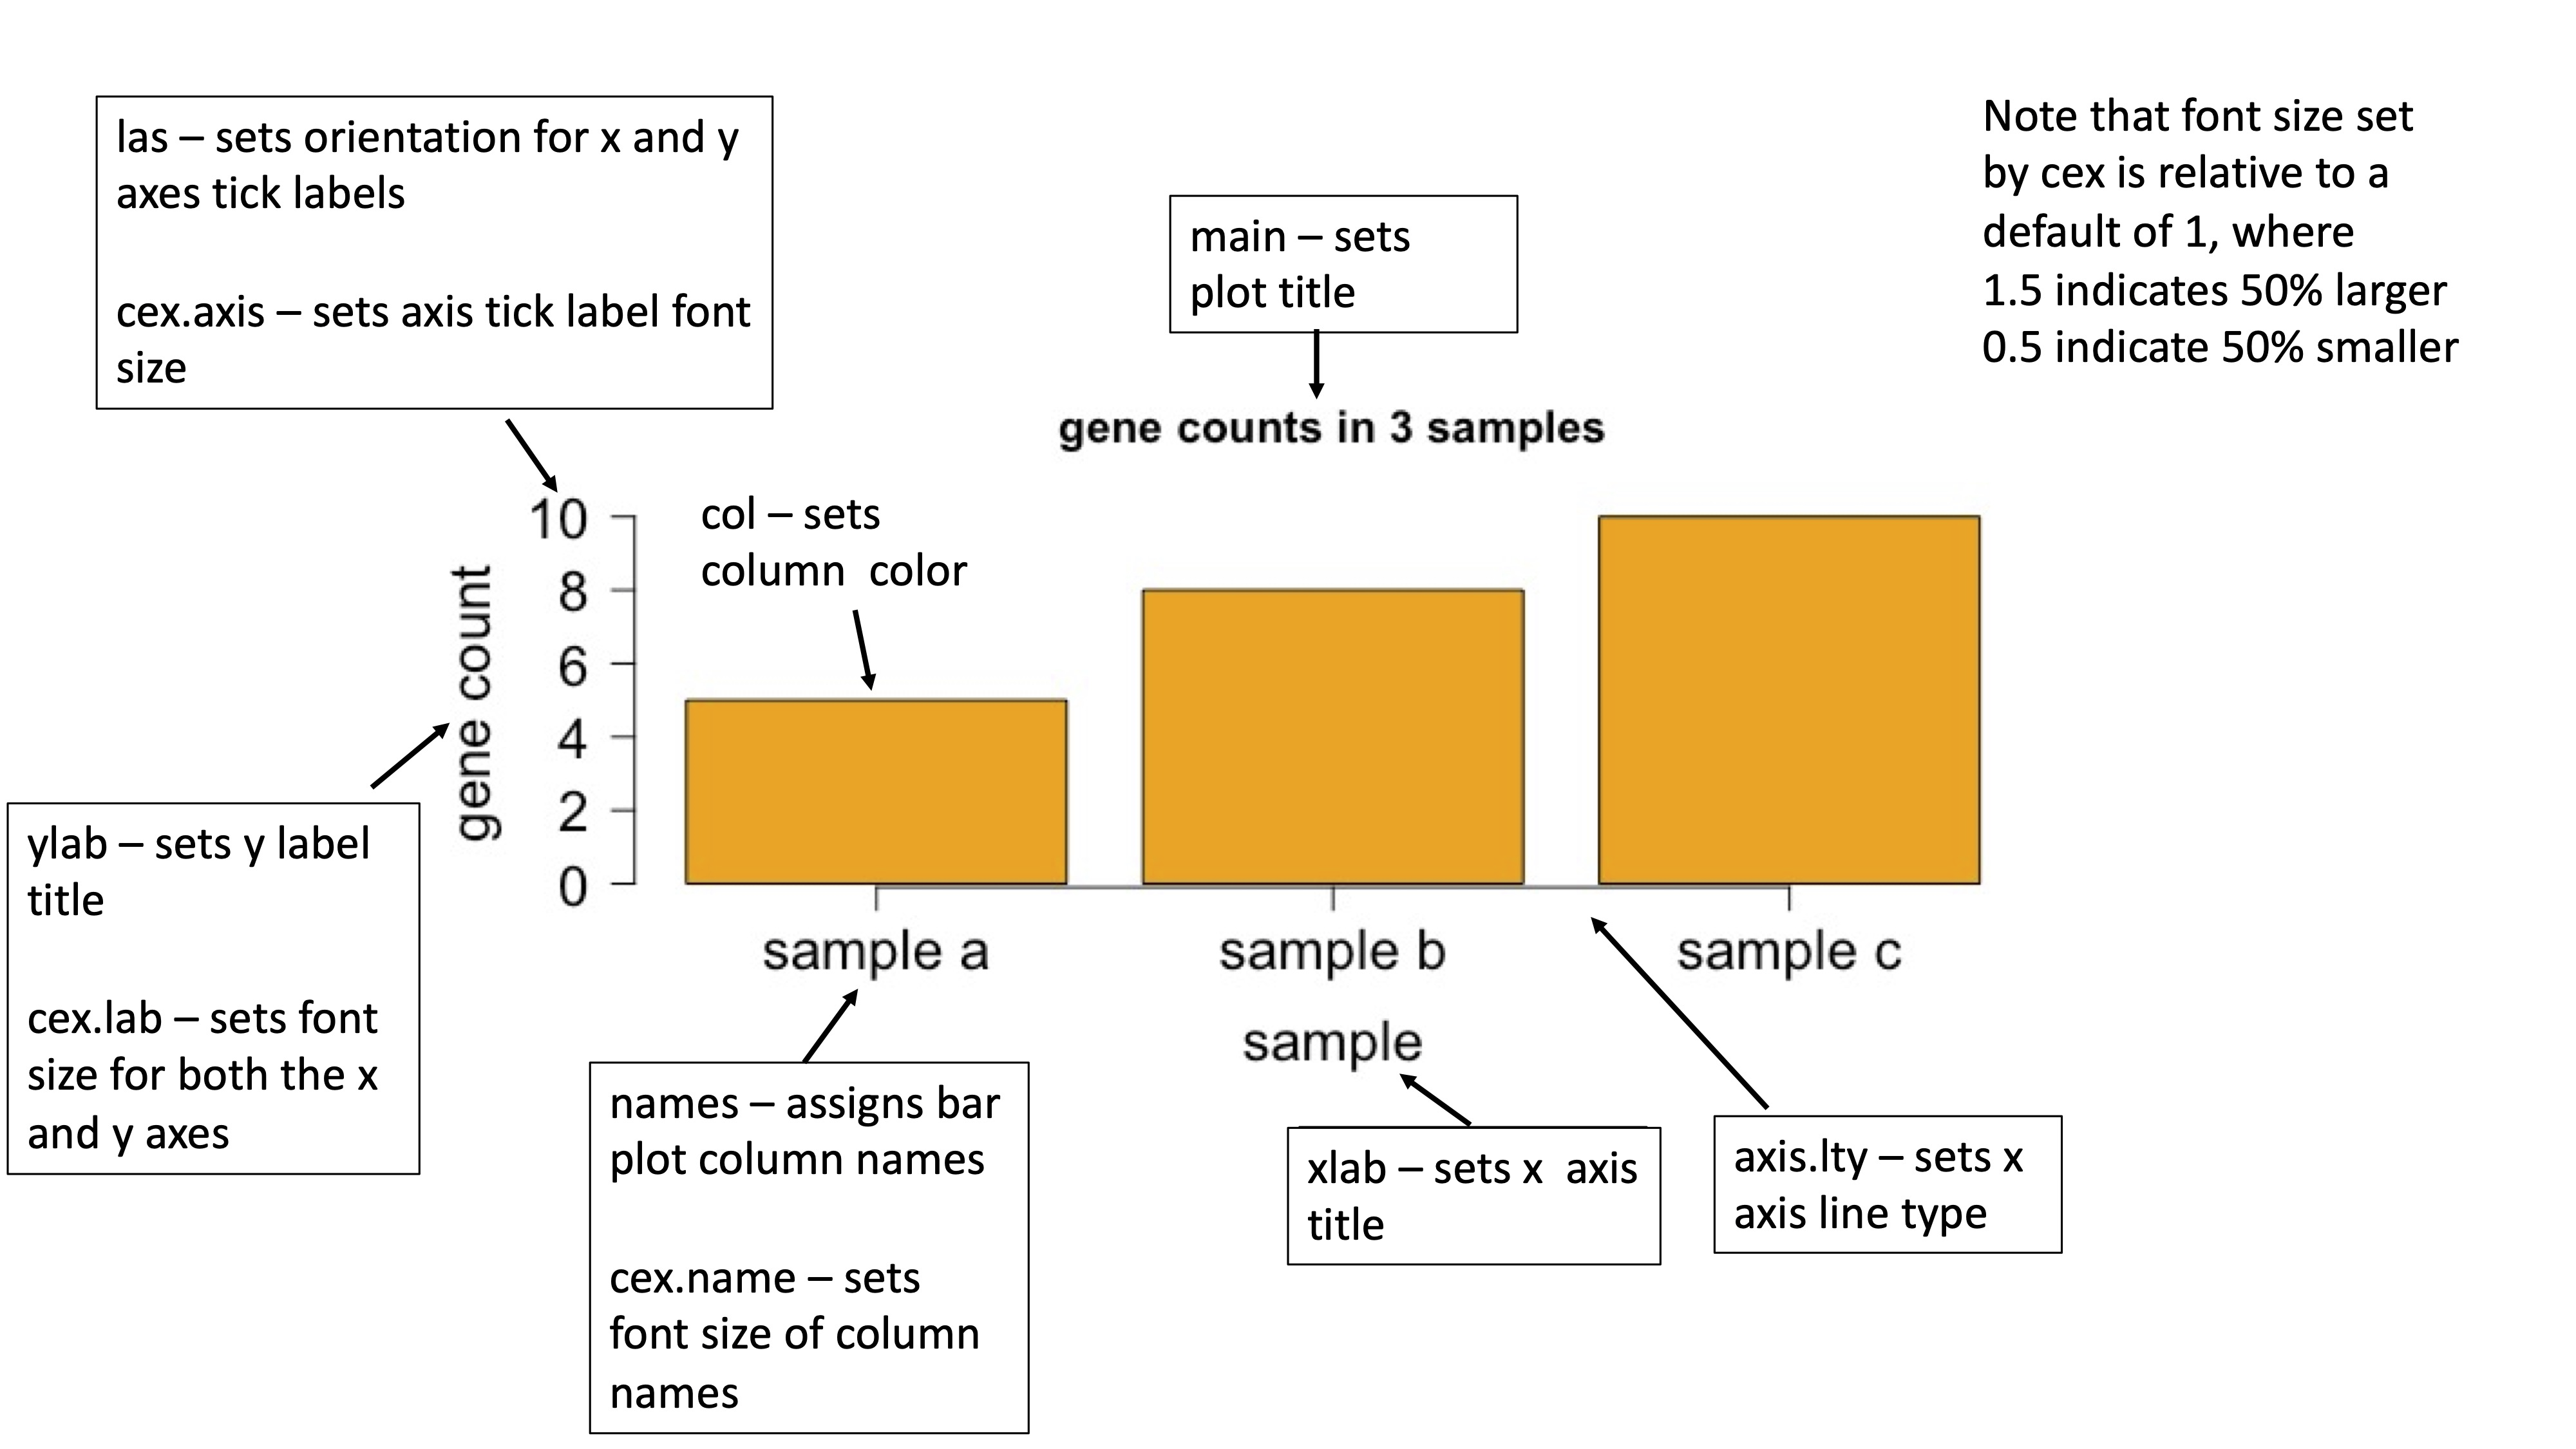 las – sets orientation for x and y
axes tick labels
cex.axis – sets axis tick label font
size
main – sets
plot title
Note that font size set
by cex is relative to a
default of 1, where
1.5 indicates 50% larger
0.5 indicate 50% smaller
gene counts in 3 samples
col – sets
column  color
gene count
10
8
6
4
2
0
sample a
sample b
sample c
sample
ylab – sets y label
title
cex.lab – sets font
size for both the x
and y axes
names – assigns bar
plot column names
cex.name – sets
font size of column
names
xlab – sets x  axis
title
axis.lty – sets x
axis line type